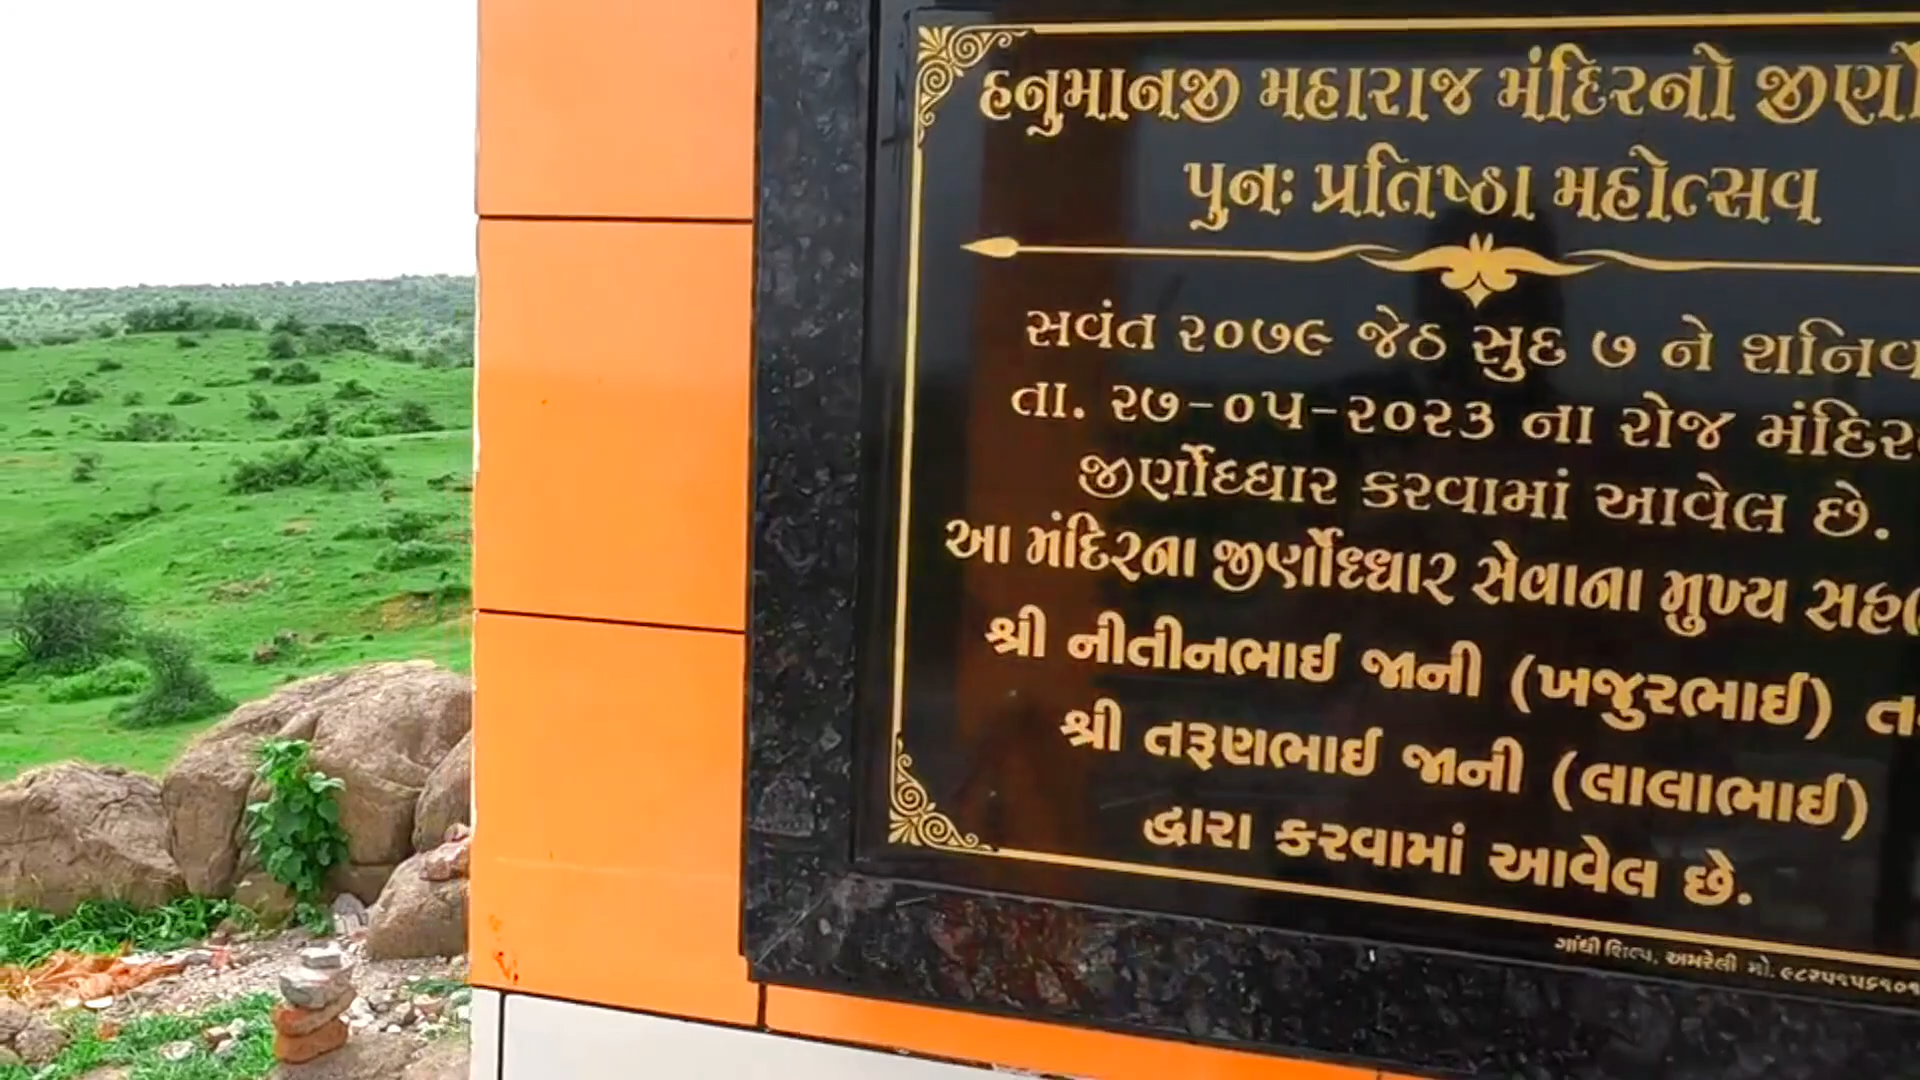 હનુમાનજી મહારાજ મંદિરનો
પુનઃ પ્રતિષ્ઠા મહોત્સવ
સવંત ૨૦૭૯ જેઠ સુદ ૭ ને
તા. ૨૭-૦૫-૨૦૨૩ ના રોજ
જીર્ણોધ્ધાર કરવામાં આવેલ છે.
આ મંદિરના જીર્ણોધ્ધાર સેવાના મુખ્ય
શ્રી નીતીનભાઈ જાની (ખજુરભાઈ)
શ્રી તરૂણભાઈ જાની (લાલાભાઈ)
દ્વારા કરવામાં આવેલ છે.
ગાંધી શિલ્પ, અમરેલી મો.